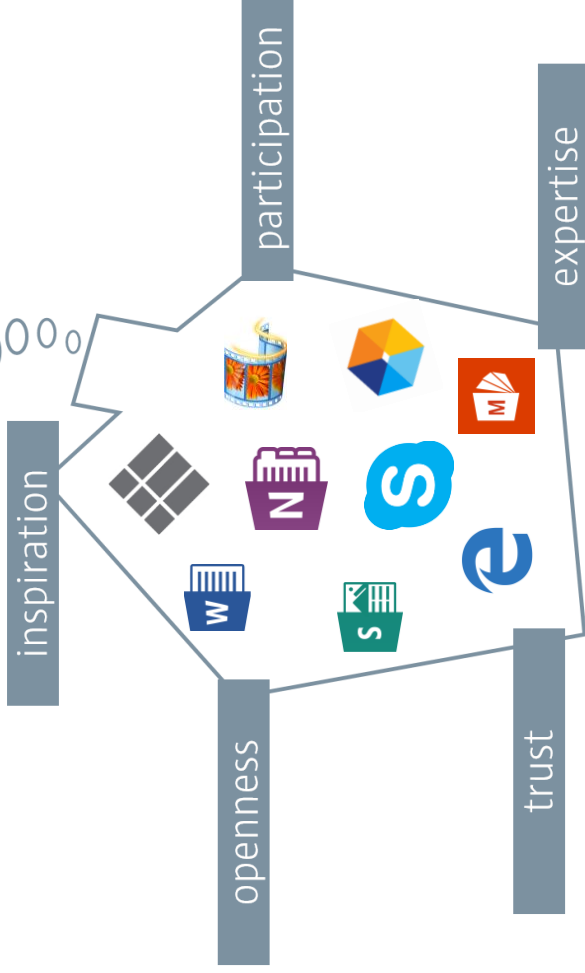 inspiration
openness
participation
W
N
S
S
M
e
trust
expertise